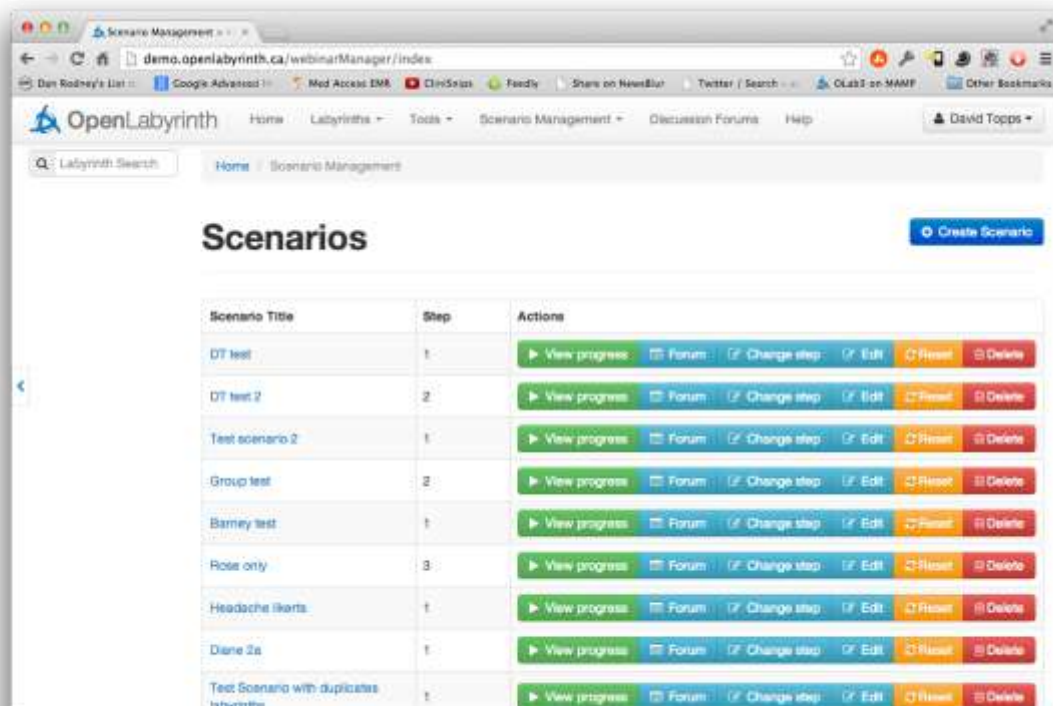 Scenario Management
demo.openlabyrinth.ca/webinarManager/index
Dan Rodney's List Google Advanced Med Access EMR CliniSnips Feedly Share on NewsBlur Twitter / Search OLab3 on MAMP Other Bookmarks
OpenLabyrinth Home Labyrinths Tools Scenario Management Discussion Forums Help David Topps
Labyrinth Search Home / Scenario Management
Scenarios Create Scenario
Scenario Title Step Actions
DT test 1 View progress Forum Change step Edit Reset Delete
DT test 2 2 View progress Forum Change step Edit Reset Delete
Test scenario 2 1 View progress Forum Change step Edit Reset Delete
Group test 2 View progress Forum Change step Edit Reset Delete
Barney test 1 View progress Forum Change step Edit Reset Delete
Rose only 3 View progress Forum Change step Edit Reset Delete
Headache likerts 1 View progress Forum Change step Edit Reset Delete
Diane 2a 1 View progress Forum Change step Edit Reset Delete
Test Scenario with duplicates 1 View progress Forum Change step Edit Reset Delete
labyrinths